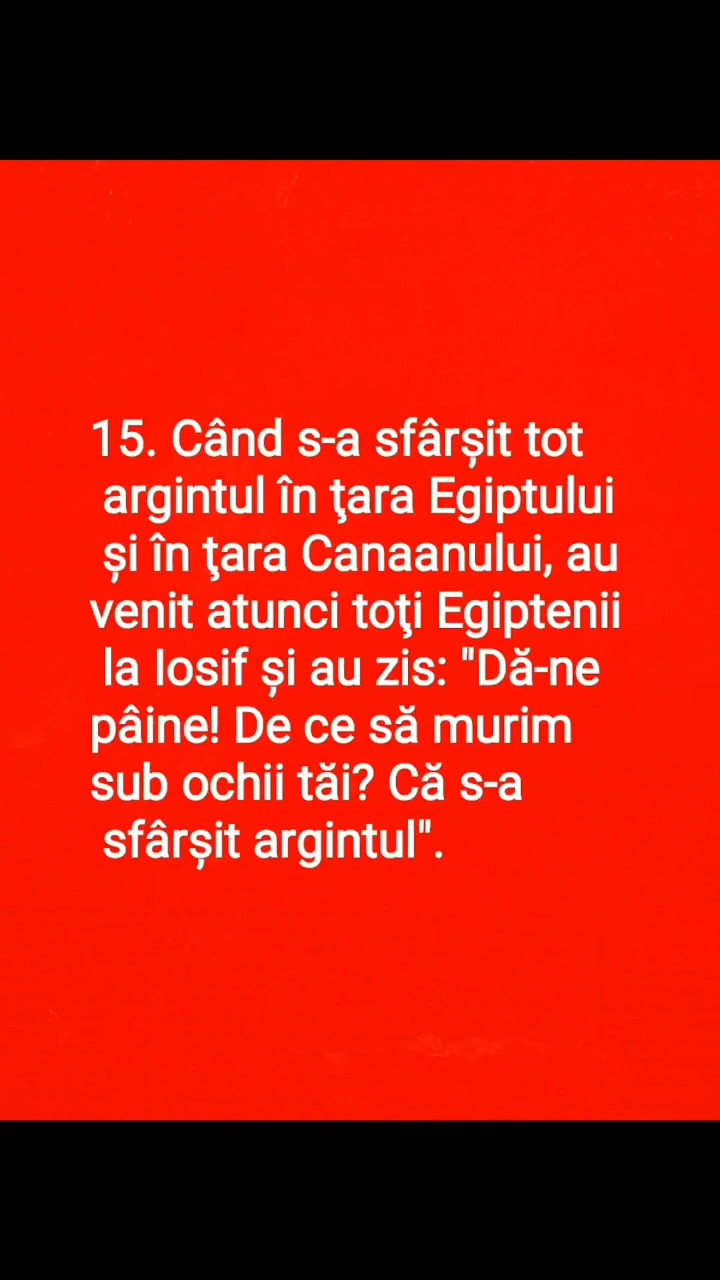 15. Când s-a sfârșit tot
argintul în ţara Egiptului
și în ţara Canaanului, au
venit atunci toţi Egiptenii
la Iosif și au zis: "Dă-ne
pâine! De ce să murim
sub ochii tăi? Că s-a
sfârșit argintul".